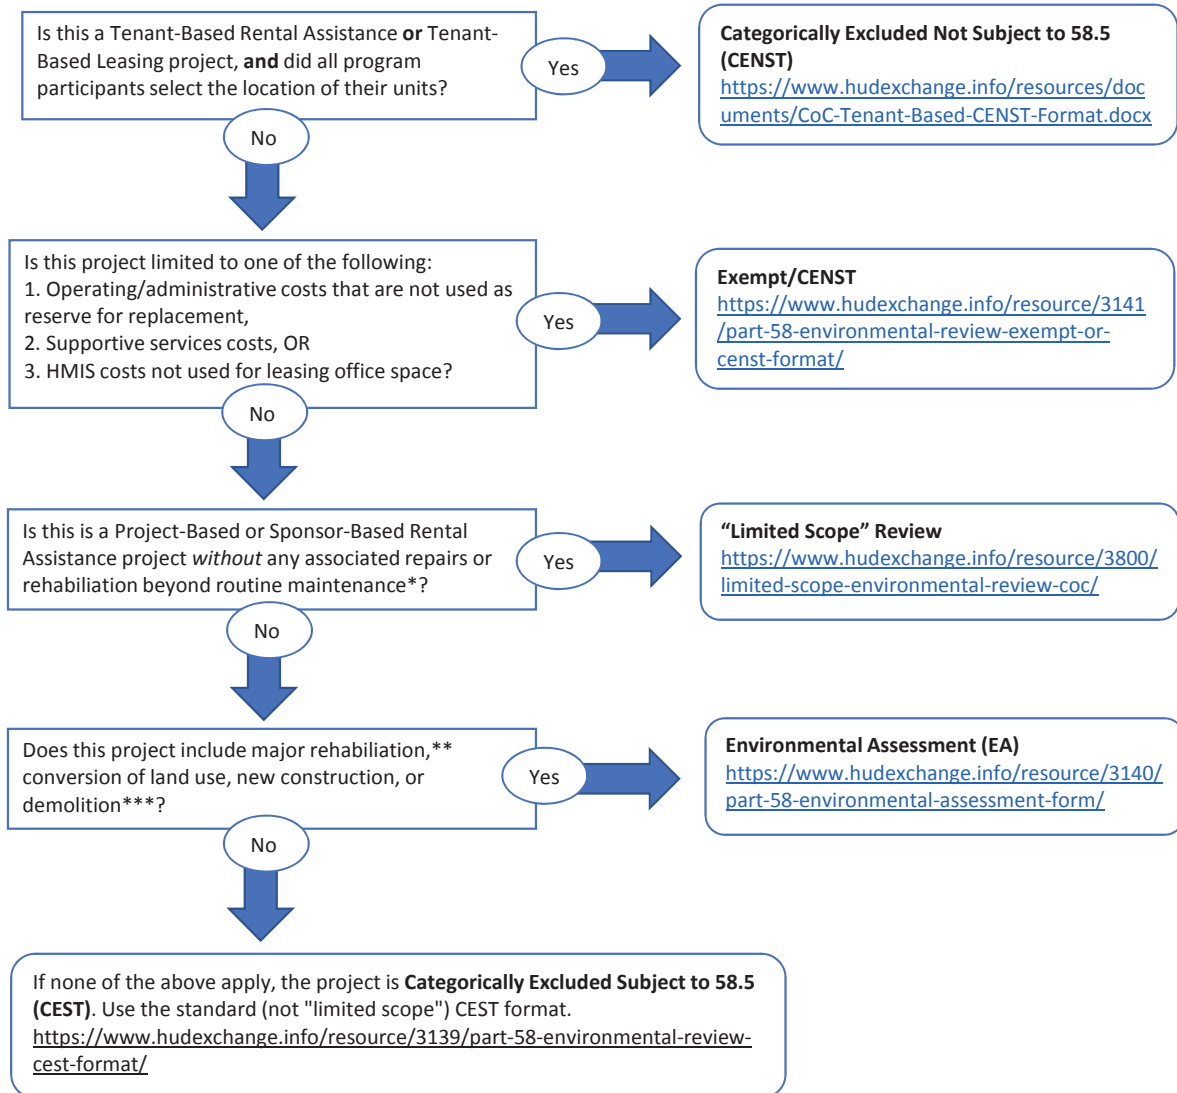 Is this a Tenant-Based Rental Assistance or Tenant-
Based Leasing project, and did all program
participants select the location of their units?
Yes
Categorically Excluded Not Subject to 58.5
(CENST)
https://www.hudexchange.info/resources/doc
uments/CoC-Tenant-Based-CENST-Format.docx
No
Is this project limited to one of the following:
1. Operating/administrative costs that are not used as
reserve for replacement,
2. Supportive services costs, OR
3. HMIS costs not used for leasing office space?
Yes
Exempt/CENST
https://www.hudexchange.info/resource/3141
/part-58-environmental-review-exempt-or-
censt-format/
No
Is this is a Project-Based or Sponsor-Based Rental
Assistance project without any associated repairs or
rehabiliation beyond routine maintenance*?
Yes
“Limited Scope” Review
https://www.hudexchange.info/resource/3800/
limited-scope-environmental-review-coc/
No
Does this project include major rehabiliation,**
conversion of land use, new construction, or
demolition***?
Yes
Environmental Assessment (EA)
https://www.hudexchange.info/resource/3140/
part-58-environmental-assessment-form/
No
If none of the above apply, the project is Categorically Excluded Subject to 58.5
(CEST). Use the standard (not "limited scope") CEST format.
https://www.hudexchange.info/resource/3139/part-58-environmental-review-
cest-format/